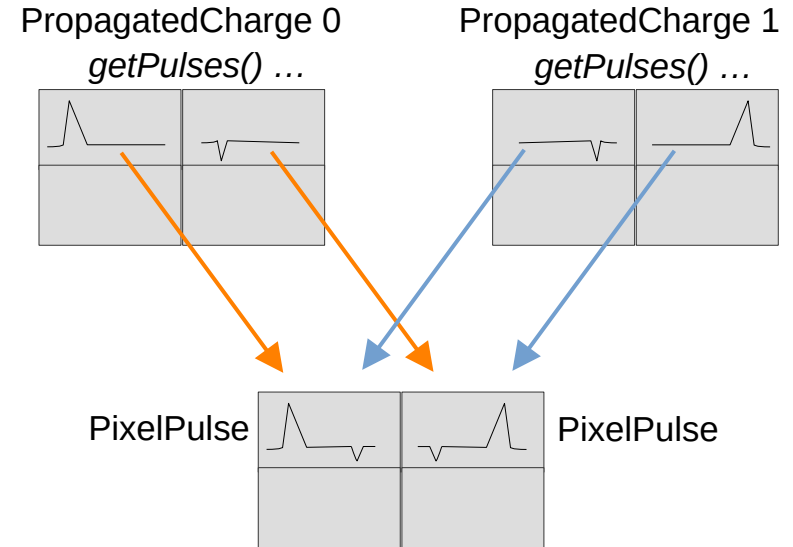 PropagatedCharge 0
getPulses() …
PropagatedCharge 1
getPulses() …
PixelPulse
PixelPulse